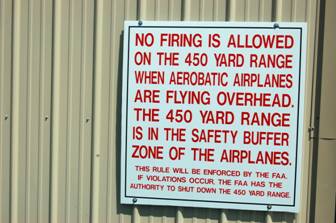 NO FIRING IS ALLOWED
ON THE 450 YARD RANGE
WHEN AEROBATIC AIRPLANES
ARE FLYING OVERHEAD.
THE 450 YARD RANGE
IS IN THE SAFETY BUFFER
ZONE OF THE AIRPLANES.
THIS RULE WILL BE ENFORCED BY THE FAA.
IF VIOLATIONS OCCUR, THE FAA HAS THE
AUTHORITY TO SHUT DOWN THE 450 YARD RANGE.